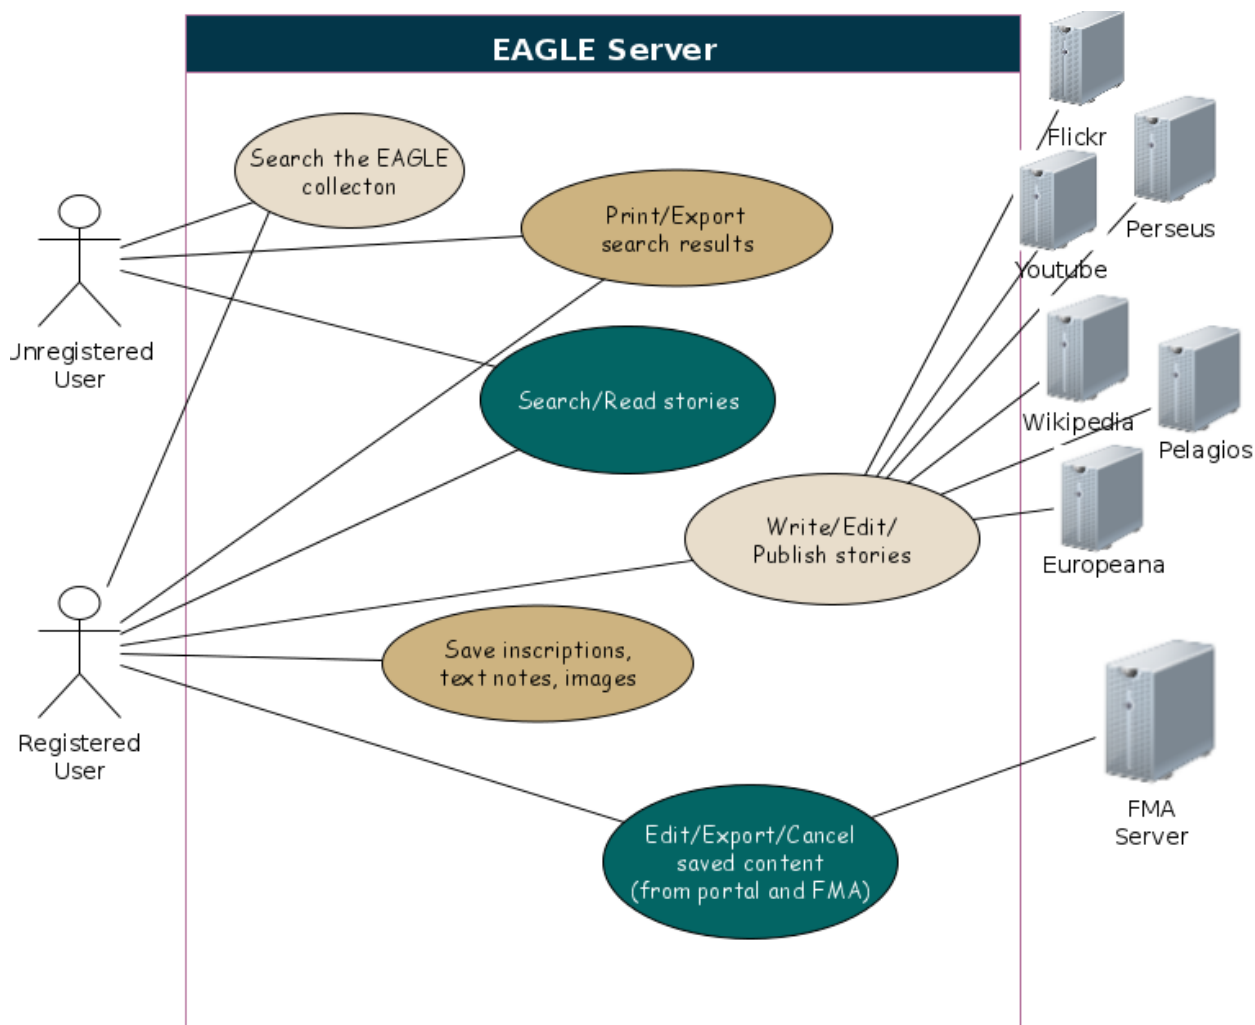 EAGLE Server
Flickr
Perseus
Search the EAGLE
collecton
Print/Export
search results
Youtube
Unregistered
User
Search/Read stories
Wikipedia
Pelagios
Write/Edit/
Publish stories
Europeana
Save inscriptions,
text notes, images
Registered
User
FMA
Server
Edit/Export/Cancel
saved content
(from portal and FMA)